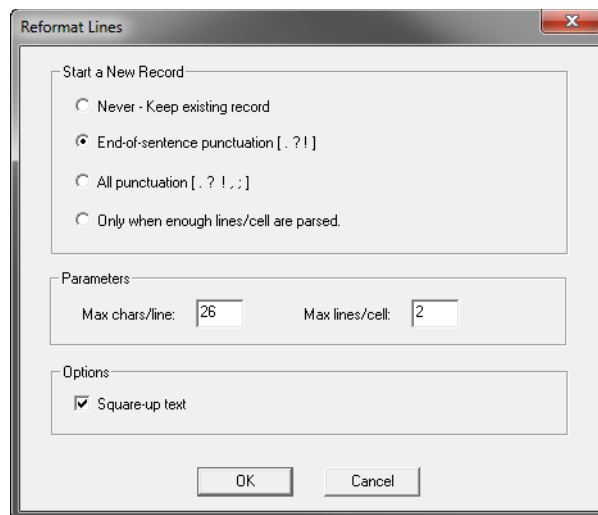 Reformat Lines
Start a New Record
Never - Keep existing record
End-of-sentence punctuation [ . ? ! ]
All punctuation [ . ? ! , ; ]
Only when enough lines/cell are parsed.
Parameters
Max chars/line: 26 Max lines/cell: 2
Options
Square-up text
OK Cancel